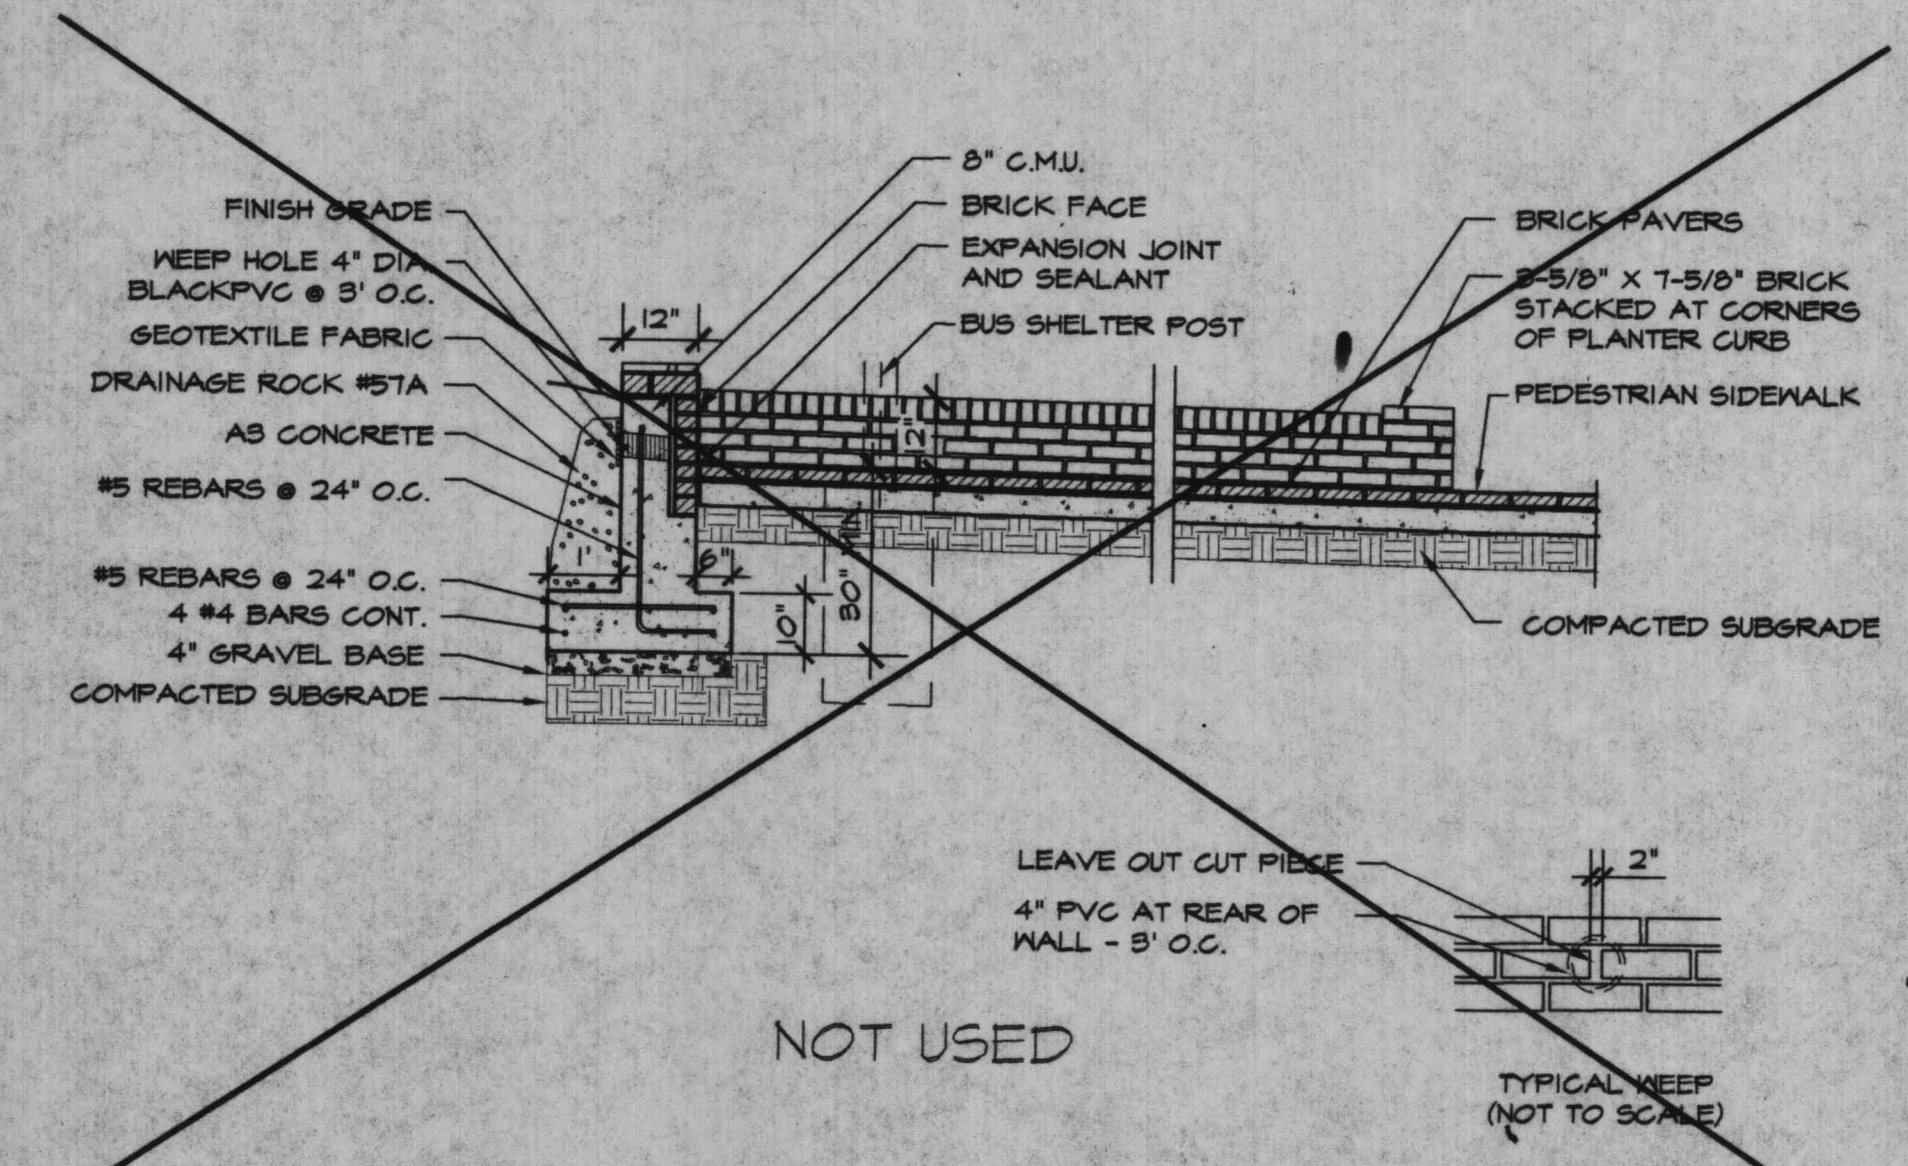 FINISH GRADE
WEEP HOLE 4" DIA.
BLACKPVC @ 3' O.C.
GEOTEXTILE FABRIC
DRAINAGE ROCK #57A
A3 CONCRETE
#5 REBARS @ 24" O.C.
#5 REBARS @ 24" O.C.
4 #4 BARS CONT.
4" GRAVEL BASE
COMPACTED SUBGRADE
12"
1'
6"
10"
30"
12"
8" C.M.U.
BRICK FACE
EXPANSION JOINT
AND SEALANT
BUS SHELTER POST
BRICK PAVERS
3-5/8" X 7-5/8" BRICK
STACKED AT CORNERS
OF PLANTER CURB
PEDESTRIAN SIDEWALK
COMPACTED SUBGRADE
LEAVE OUT CUT PIECE
4" PVC AT REAR OF
WALL - 3' O.C.
2"
NOT USED
TYPICAL WEEP
(NOT TO SCALE)